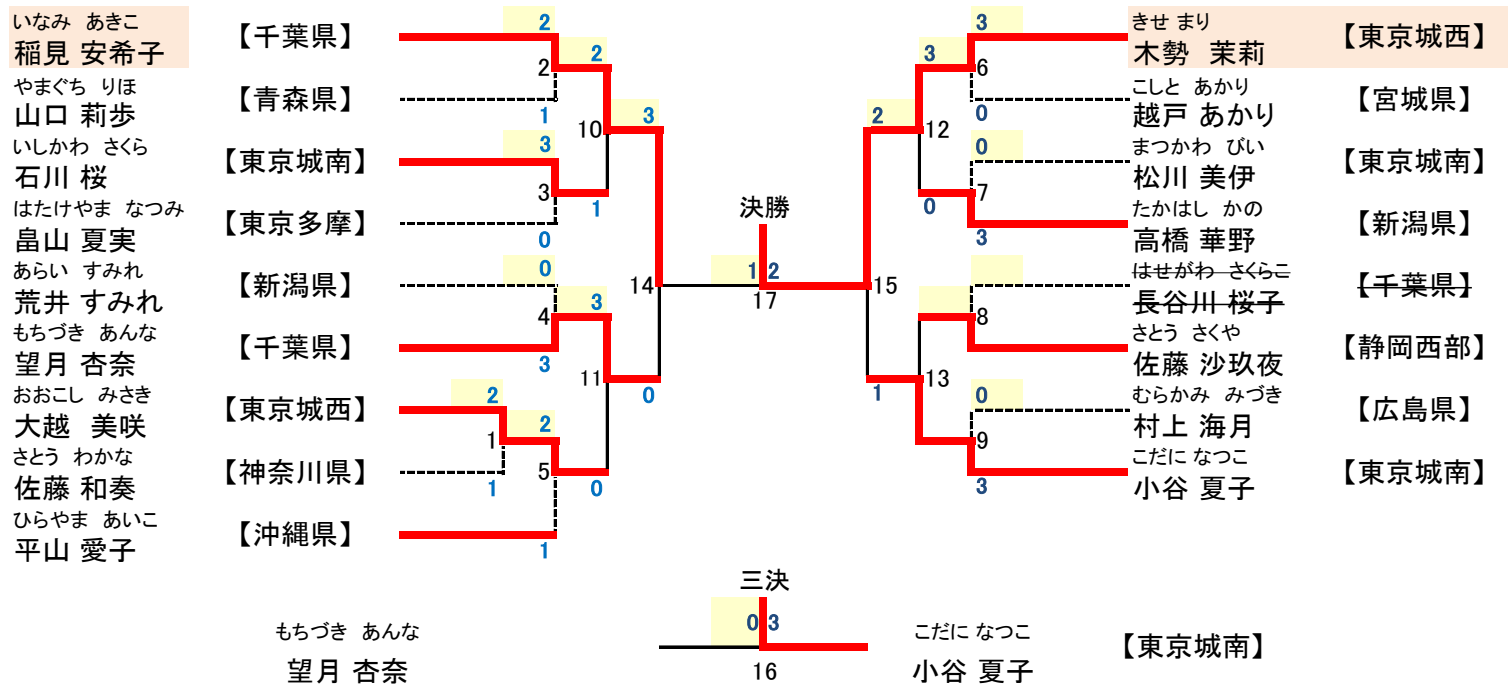 いなみ あきこ
稲見 安希子
【千葉県】
2
2
2
やまぐち りほ
山口 莉歩
【青森県】
1
10
3
いしかわ さくら
石川 桜
【東京城南】
3
3
1
はたけやま なつみ
畠山 夏実
【東京多摩】
0
14
あらい すみれ
荒井 すみれ
【新潟県】
0
3
4
もちづき あんな
望月 杏奈
【千葉県】
3
11
0
おおこし みさき
大越 美咲
【東京城西】
2
2
1
さとう わかな
佐藤 和奏
【神奈川県】
1
5
0
ひらやま あいこ
平山 愛子
【沖縄県】
1
決勝
1 2
17
3
きせ まり
木勢 茉莉
【東京城西】
3
6
こしと あかり
越戸 あかり
【宮城県】
0
2
12
まつかわ びい
松川 美伊
【東京城南】
0
7
0
たかはし かの
高橋 華野
【新潟県】
3
15
はせがわ さくらこ
長谷川 桜子
【千葉県】
8
さとう さくや
佐藤 沙玖夜
【静岡西部】
13
1
むらかみ みづき
村上 海月
【広島県】
0
9
こだに なつこ
小谷 夏子
【東京城南】
3
三決
0 3
16
もちづき あんな
望月 杏奈
こだに なつこ
小谷 夏子
【東京城南】